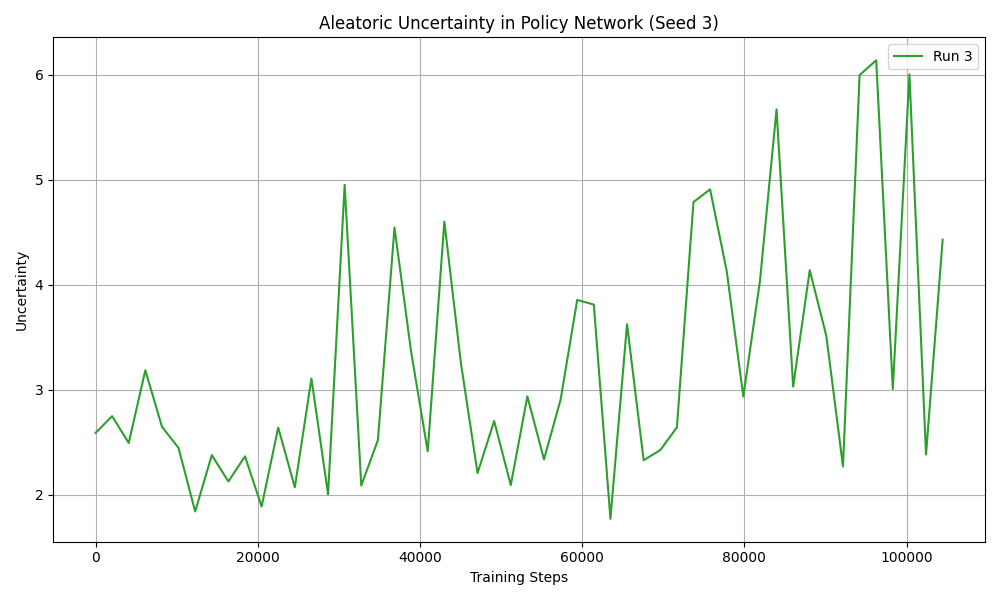 Aleatoric Uncertainty in Policy Network (Seed 3)
Run 3
6
5
4
3
2
Uncertainty
0
20000
40000
60000
80000
100000
Training Steps